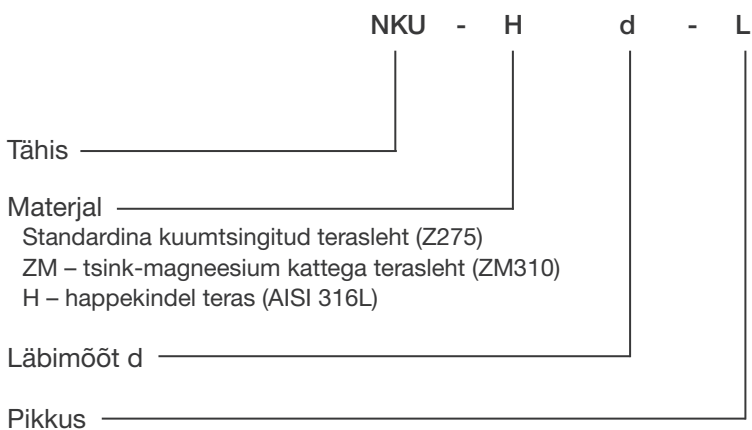 NKU - H d - L
Tähis
Materjal
Standardina kuumtsingitud terasleht (Z275)
ZM – tsink-magneesium kattega terasleht (ZM310)
H – happekindel teras (AISI 316L)
Läbimõõt d
Pikkus